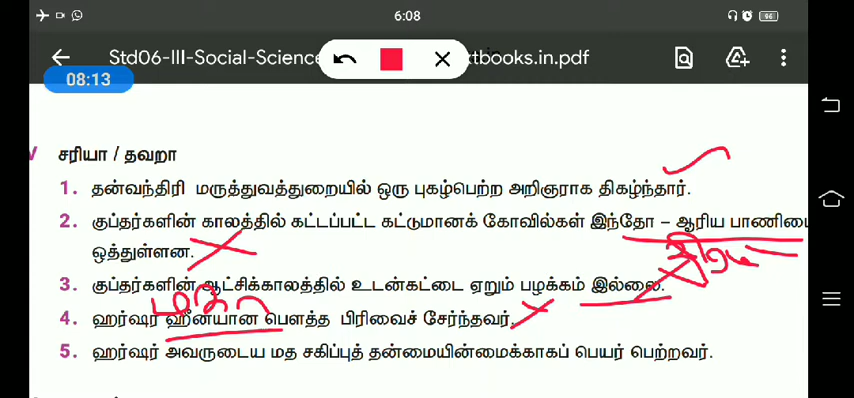 6:08
96
Std06-III-Social-Science
xtbooks.in.pdf
08:13
V சரியா / தவறா
1. தன்வந்திரி மருத்துவத்துறையில் ஒரு புகழ்பெற்ற அறிஞராக திகழ்ந்தார்.
2. குப்தர்களின் காலத்தில் கட்டப்பட்ட கட்டுமானக் கோவில்கள் இந்தோ – ஆரிய பாணியை
ஒத்துள்ளன.
3. குப்தர்களின் ஆட்சிக்காலத்தில் உடன்கட்டை ஏறும் பழக்கம் இல்லை.
மகா
4. ஹர்ஷர் ஹீனயான பௌத்த பிரிவைச் சேர்ந்தவர்.
5. ஹர்ஷர் அவருடைய மத சகிப்புத் தன்மையின்மைக்காகப் பெயர் பெற்றவர்.